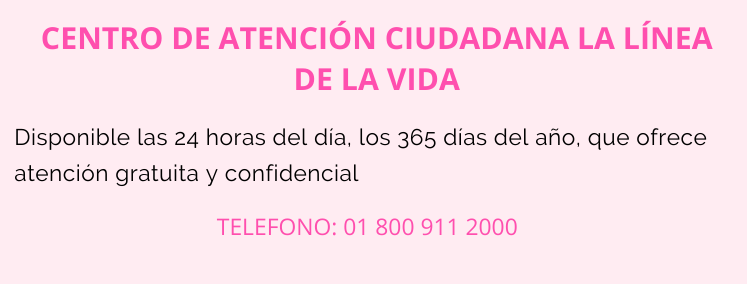 CENTRO DE ATENCIÓN CIUDADANA LA LÍNEA
DE LA VIDA
Disponible las 24 horas del día, los 365 días del año, que ofrece
atención gratuita y confidencial
TELEFONO: 01 800 911 2000